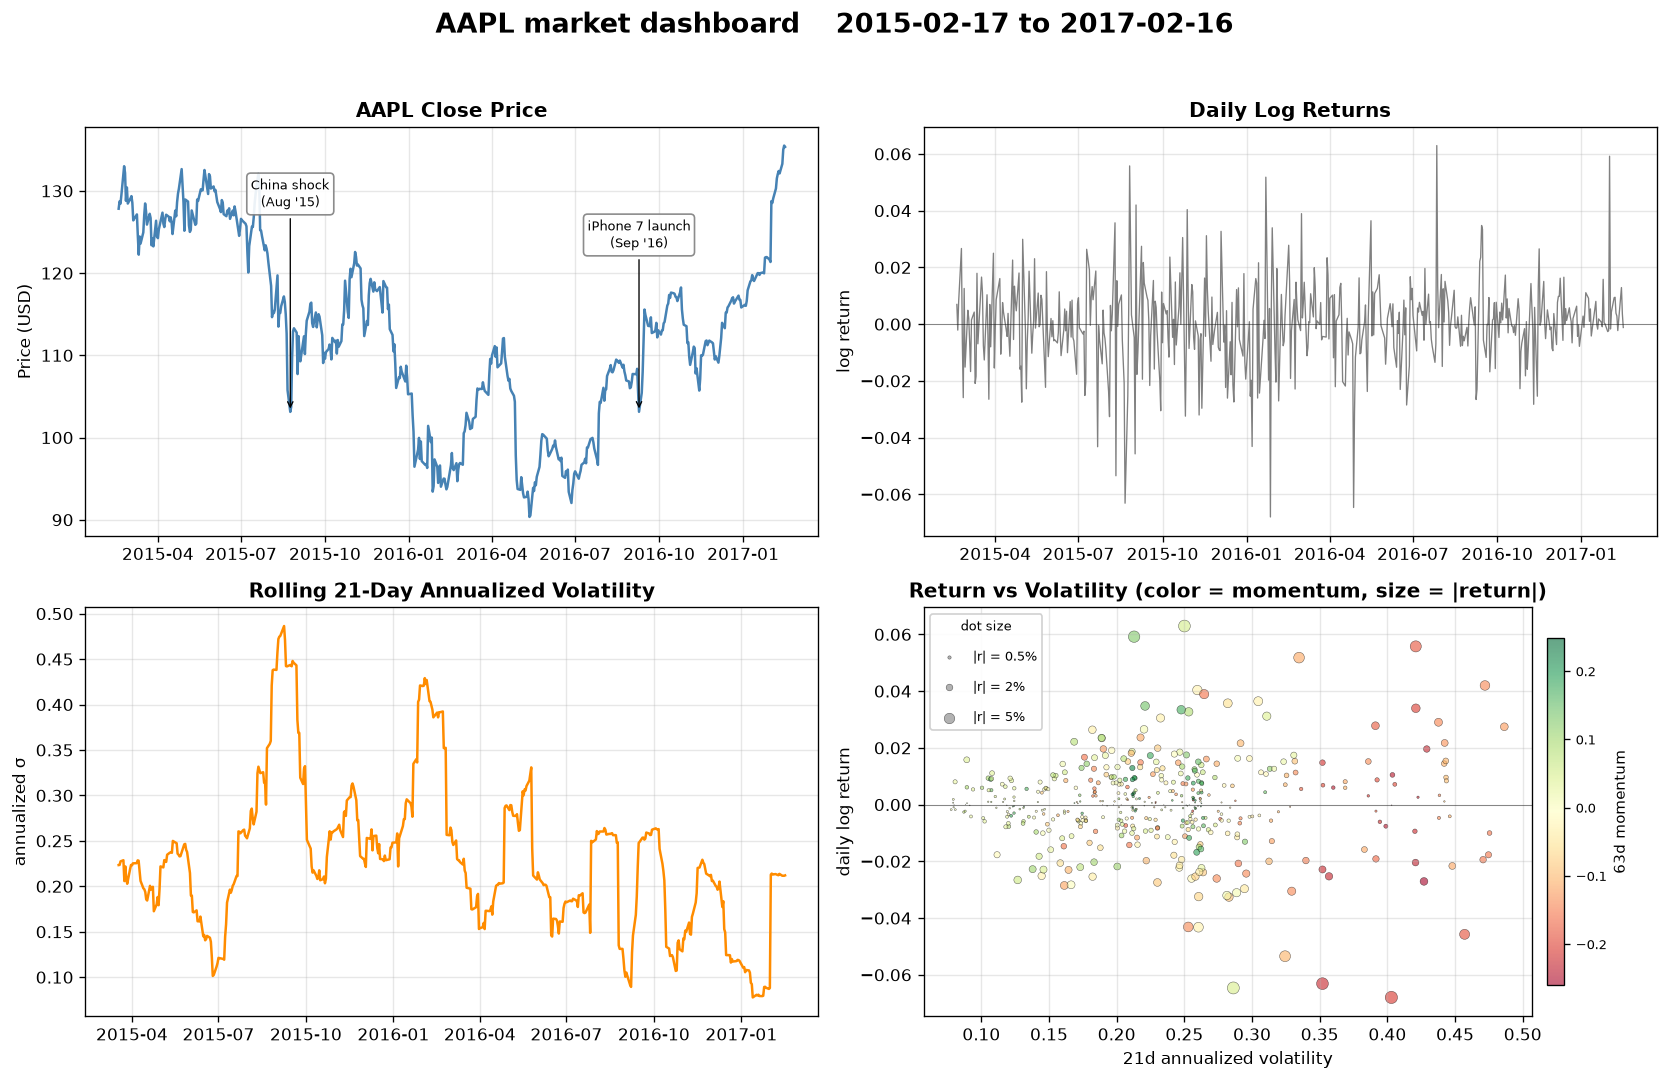 AAPL market dashboard    2015-02-17 to 2017-02-16
AAPL Close Price
Price (USD)
130
120
110
100
90
China shock
(Aug '15)
iPhone 7 launch
(Sep '16)
2015-04 2015-07 2015-10 2016-01 2016-04 2016-07 2016-10 2017-01
Daily Log Returns
log return
0.06
0.04
0.02
0.00
−0.02
−0.04
−0.06
2015-04 2015-07 2015-10 2016-01 2016-04 2016-07 2016-10 2017-01
Rolling 21-Day Annualized Volatility
annualized σ
0.50
0.45
0.40
0.35
0.30
0.25
0.20
0.15
0.10
2015-04 2015-07 2015-10 2016-01 2016-04 2016-07 2016-10 2017-01
Return vs Volatility (color = momentum, size = |return|)
daily log return
0.06
0.04
0.02
0.00
−0.02
−0.04
−0.06
dot size
|r| = 0.5%
|r| = 2%
|r| = 5%
0.10 0.15 0.20 0.25 0.30 0.35 0.40 0.45 0.50
21d annualized volatility
0.2
0.1
0.0
−0.1
−0.2
63d momentum